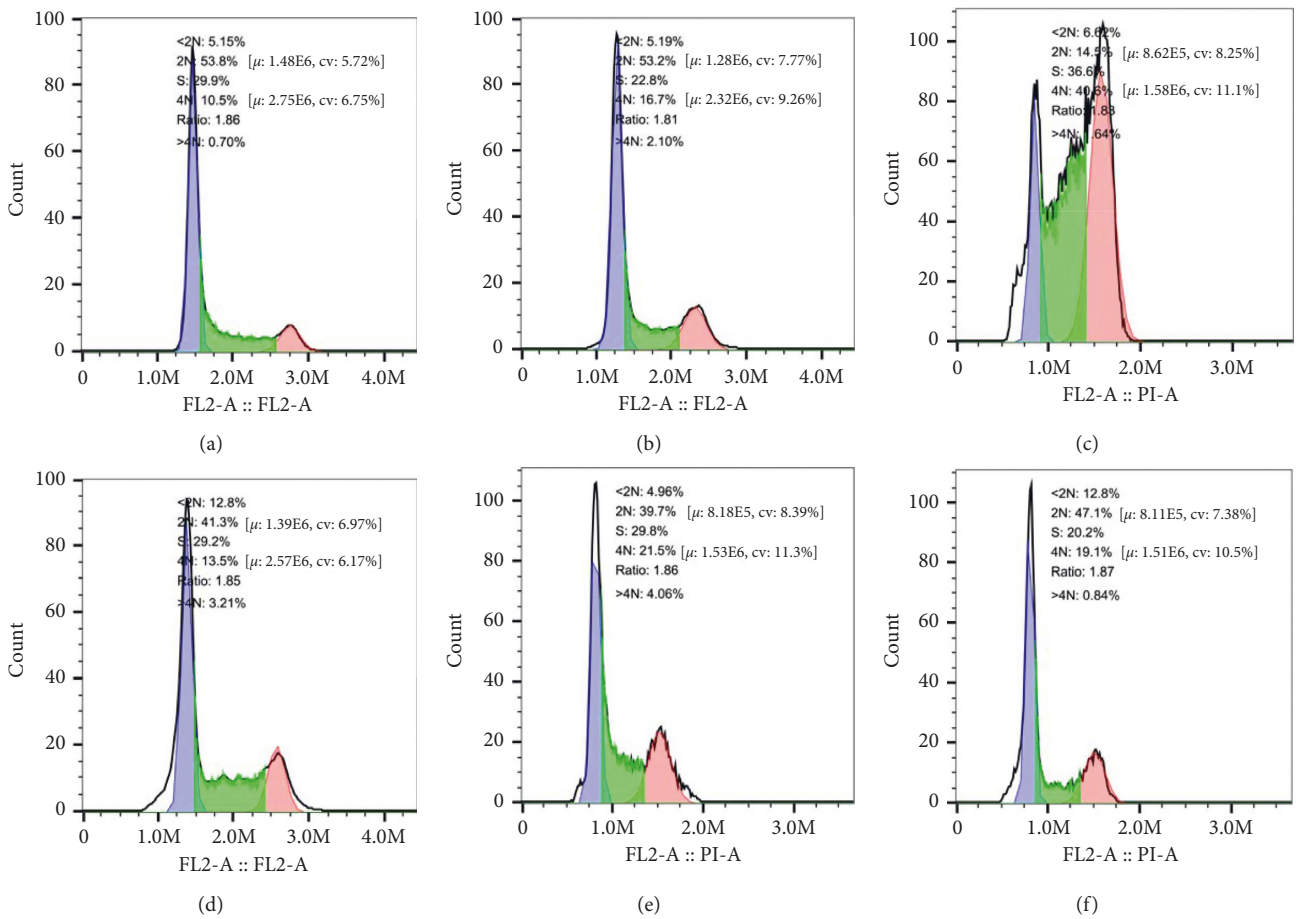 100
80
60
40
20
0
Count
<2N: 5.15%
2N: 53.8% [μ: 1.48E6, cv: 5.72%]
S: 29.9%
4N: 10.5% [μ: 2.75E6, cv: 6.75%]
Ratio: 1.86
>4N: 0.70%
0 1.0M 2.0M 3.0M 4.0M
FL2-A :: FL2-A
(a)
100
80
60
40
20
0
Count
<2N: 5.19%
2N: 53.2% [μ: 1.28E6, cv: 7.77%]
S: 22.8%
4N: 16.7% [μ: 2.32E6, cv: 9.26%]
Ratio: 1.81
>4N: 2.10%
0 1.0M 2.0M 3.0M 4.0M
FL2-A :: FL2-A
(b)
100
80
60
40
20
0
Count
<2N: 6.62%
2N: 14.5% [μ: 8.62E5, cv: 8.25%]
S: 36.6%
4N: 40.6% [μ: 1.58E6, cv: 11.1%]
Ratio: 1.83
>4N: 1.64%
0 1.0M 2.0M 3.0M
FL2-A :: PI-A
(c)
100
80
60
40
20
0
Count
<2N: 12.8%
2N: 41.3% [μ: 1.39E6, cv: 6.97%]
S: 29.2%
4N: 13.5% [μ: 2.57E6, cv: 6.17%]
Ratio: 1.85
>4N: 3.21%
0 1.0M 2.0M 3.0M 4.0M
FL2-A :: FL2-A
(d)
100
80
60
40
20
0
Count
<2N: 4.96%
2N: 39.7% [μ: 8.18E5, cv: 8.39%]
S: 29.8%
4N: 21.5% [μ: 1.53E6, cv: 11.3%]
Ratio: 1.86
>4N: 4.06%
0 1.0M 2.0M 3.0M
FL2-A :: PI-A
(e)
100
80
60
40
20
0
Count
<2N: 12.8%
2N: 47.1% [μ: 8.11E5, cv: 7.38%]
S: 20.2%
4N: 19.1% [μ: 1.51E6, cv: 10.5%]
Ratio: 1.87
>4N: 0.84%
0 1.0M 2.0M 3.0M
FL2-A :: PI-A
(f)